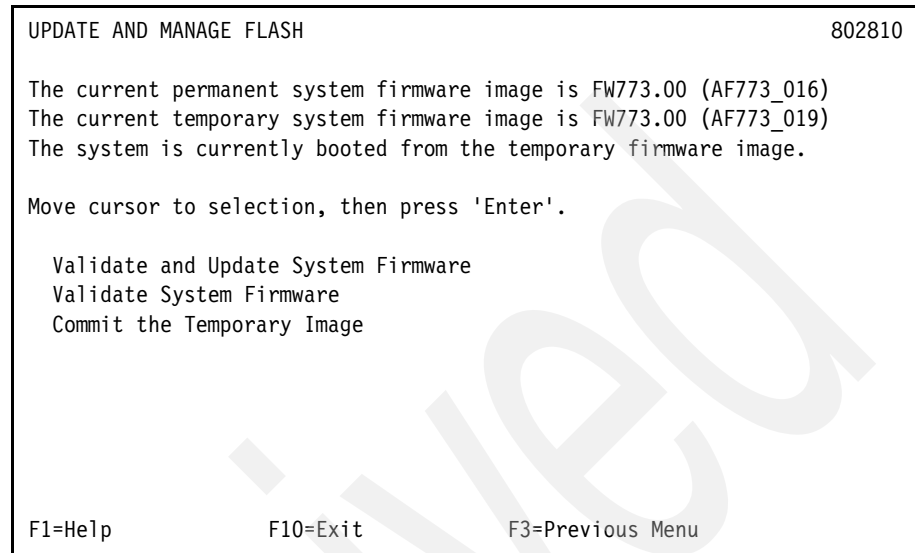 UPDATE AND MANAGE FLASH 802810
The current permanent system firmware image is FW773.00 (AF773_016)
The current temporary system firmware image is FW773.00 (AF773_019)
The system is currently booted from the temporary firmware image.
Move cursor to selection, then press 'Enter'.
Validate and Update System Firmware
Validate System Firmware
Commit the Temporary Image
F1=Help F10=Exit F3=Previous Menu